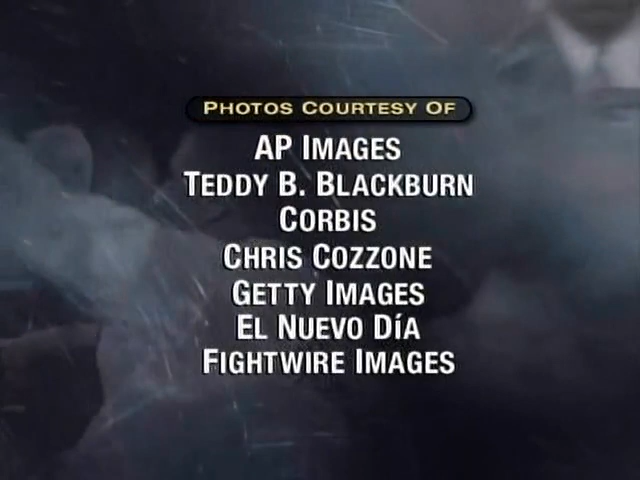 PHOTOS COURTESY OF
AP IMAGES
TEDDY B. BLACKBURN
CORBIS
CHRIS COZZONE
GETTY IMAGES
EL NUEVO DÍA
FIGHTWIRE IMAGES